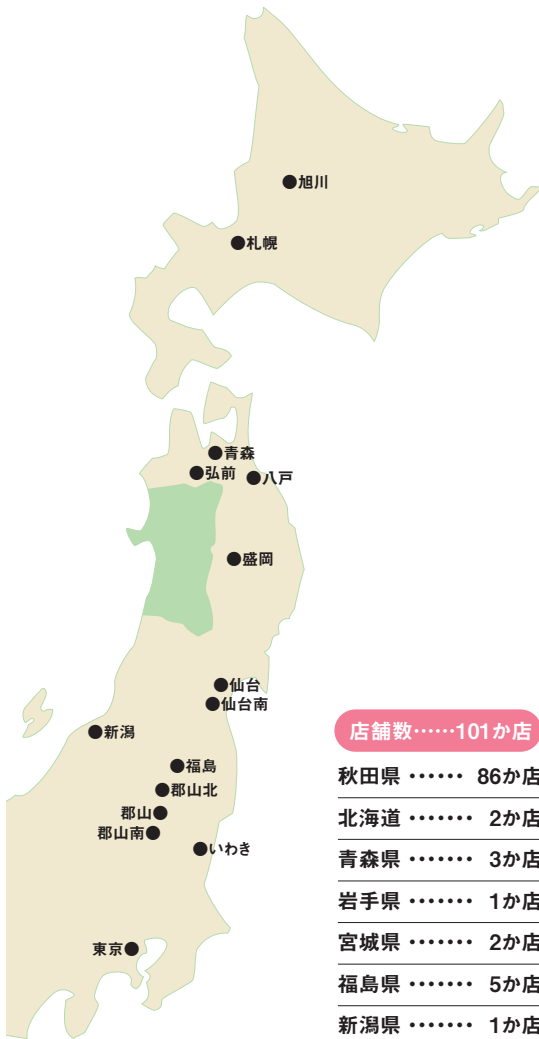 旭川
札幌
青森
弘前
八戸
盛岡
仙台
仙台南
新潟
福島
郡山北
郡山
郡山南
いわき
東京
店舗数……101か店
秋田県 …… 86か店
北海道 ……・ 2か店
青森県 ……・ 3か店
岩手県 ……・ 1か店
宮城県 ……・ 2か店
福島県 ……・ 5か店
新潟県 ……・ 1か店